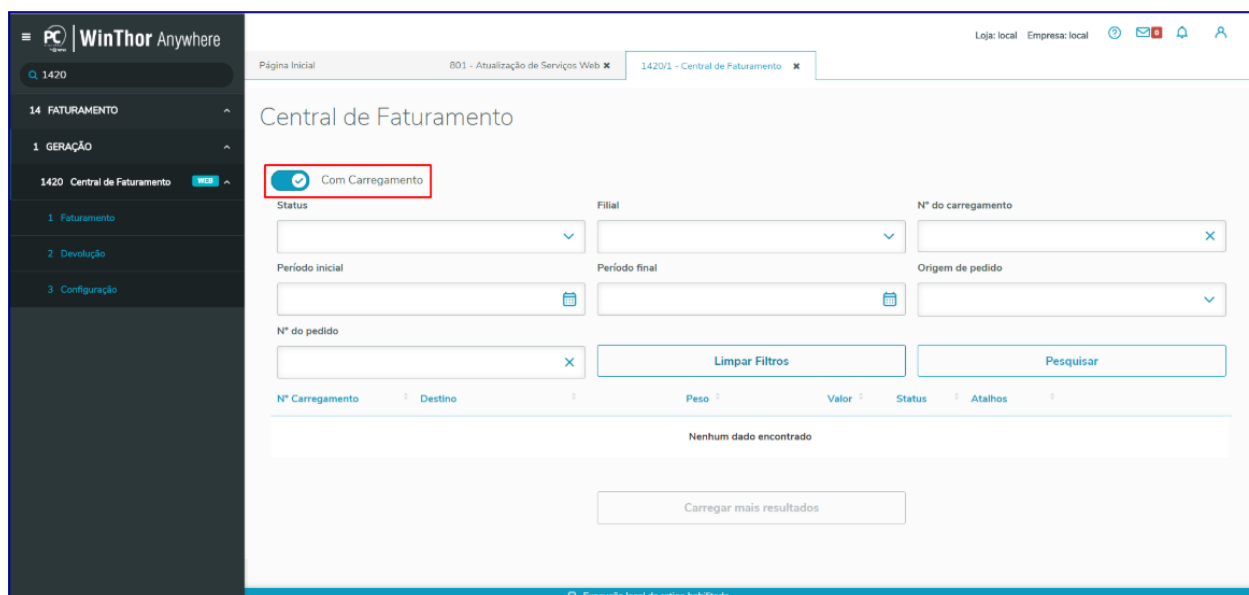 PC | WinThor Anywhere
Loja: local Empresa: local
1420
Página Inicial 801 - Atualização de Serviços Web 1420/1 - Central de Faturamento
14 FATURAMENTO
1 GERAÇÃO
1420 Central de Faturamento WEB
1 Faturamento
2 Devolução
3 Configuração
Central de Faturamento
Com Carregamento
Status Filial N° do carregamento
Período inicial Período final Origem de pedido
N° do pedido
Limpar Filtros Pesquisar
N° Carregamento Destino Peso Valor Status Atalhos
Nenhum dado encontrado
Carregar mais resultados